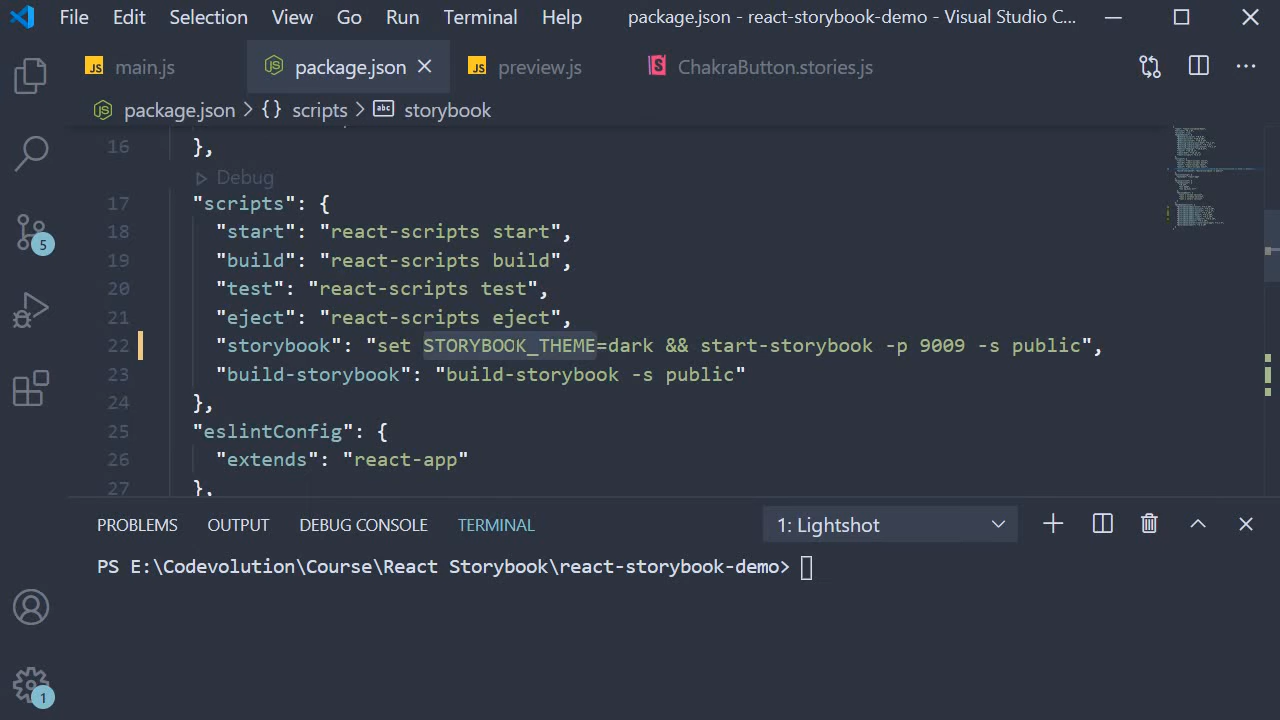 File Edit Selection View Go Run Terminal Help package.json - react-storybook-demo - Visual Studio C...
JS main.js package.json JS preview.js ChakraButton.stories.js
package.json > {} scripts > abc storybook
16 },
Debug
17 "scripts": {
18 "start": "react-scripts start",
19 "build": "react-scripts build",
20 "test": "react-scripts test",
21 "eject": "react-scripts eject",
22 "storybook": "set STORYBOOK_THEME=dark && start-storybook -p 9009 -s public",
23 "build-storybook": "build-storybook -s public"
24 },
25 "eslintConfig": {
26 "extends": "react-app"
27 },
5
1
PROBLEMS OUTPUT DEBUG CONSOLE TERMINAL 1: Lightshot
PS E:\Codevolution\Course\React Storybook\react-storybook-demo>